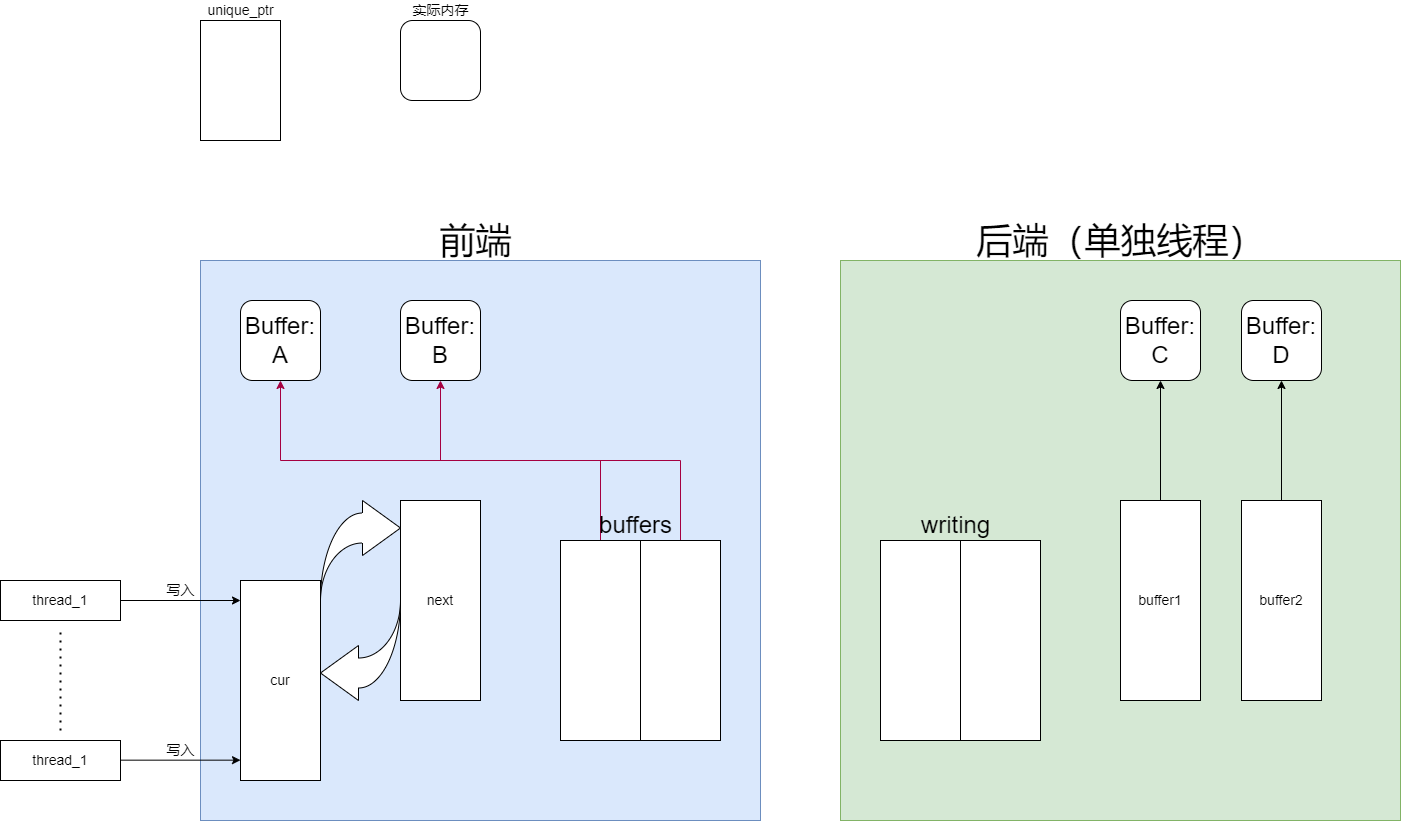 unique_ptr
实际内存
前端
后端（单独线程）
Buffer:
A
Buffer:
B
Buffer:
C
Buffer:
D
buffers
writing
thread_1
写入
next
buffer1
buffer2
cur
thread_1
写入